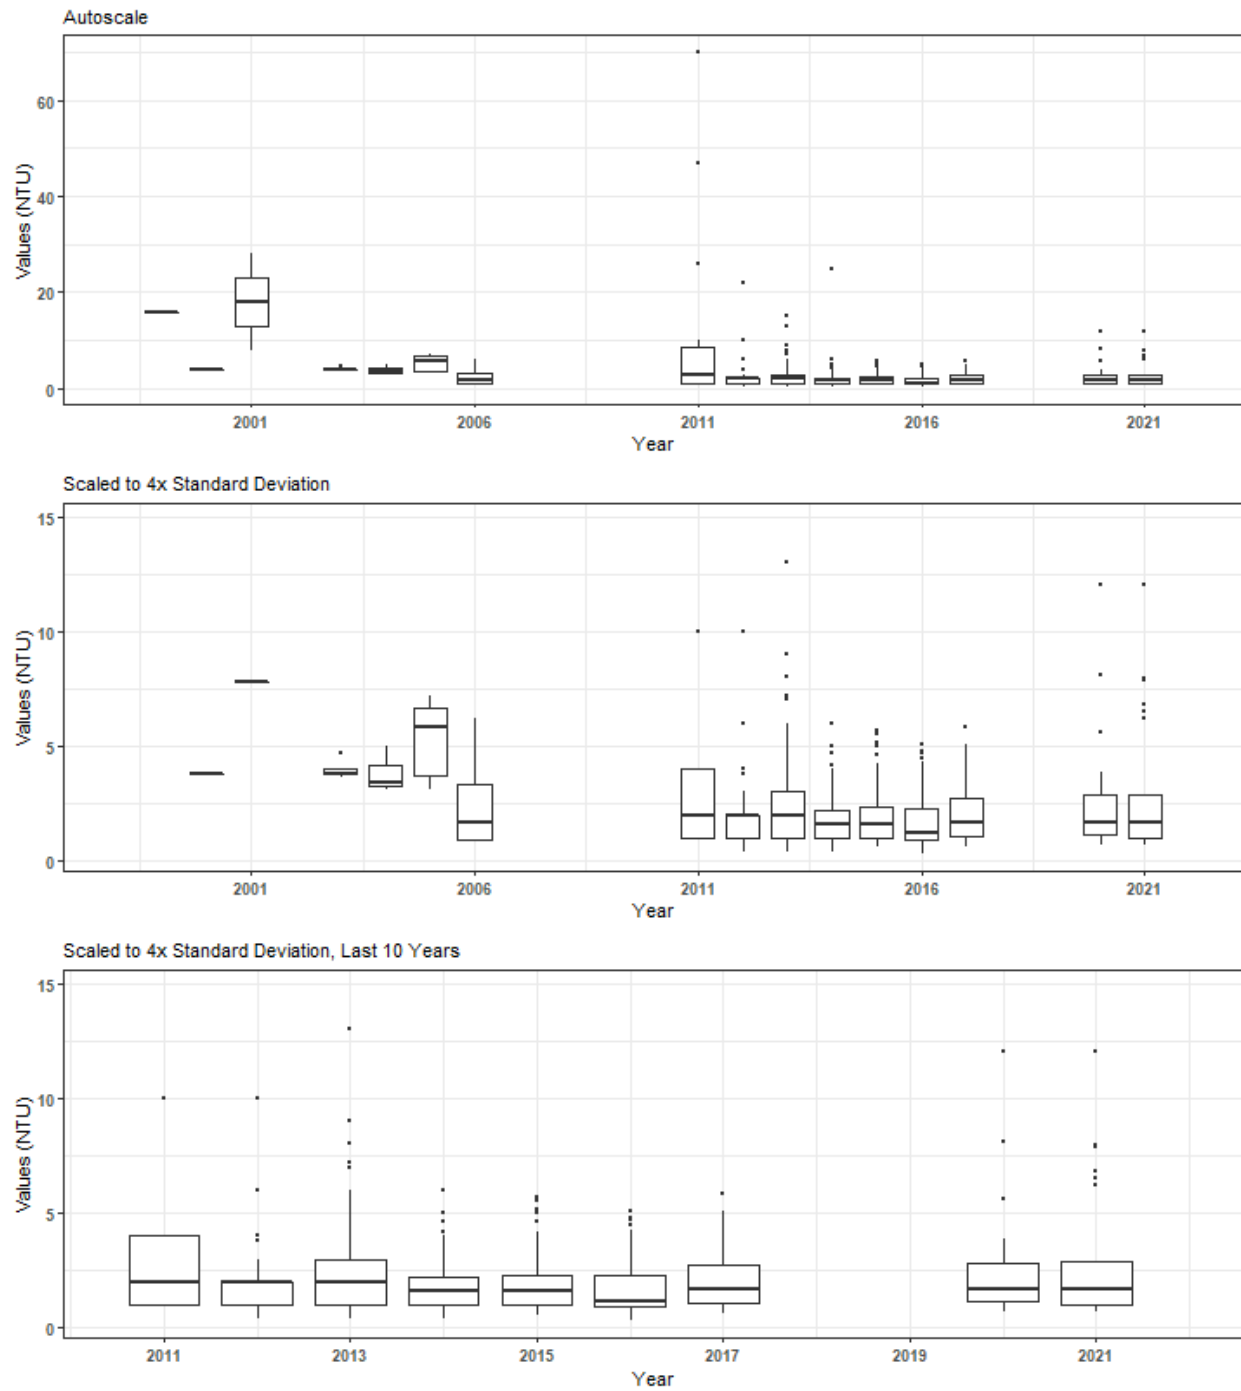 Autoscale
Values (NTU)
60
40
20
0
2001 2006 2011 2016 2021
Year
Scaled to 4x Standard Deviation
Values (NTU)
15
10
5
0
2001 2006 2011 2016 2021
Year
Scaled to 4x Standard Deviation, Last 10 Years
Values (NTU)
15
10
5
0
2011 2013 2015 2017 2019 2021
Year